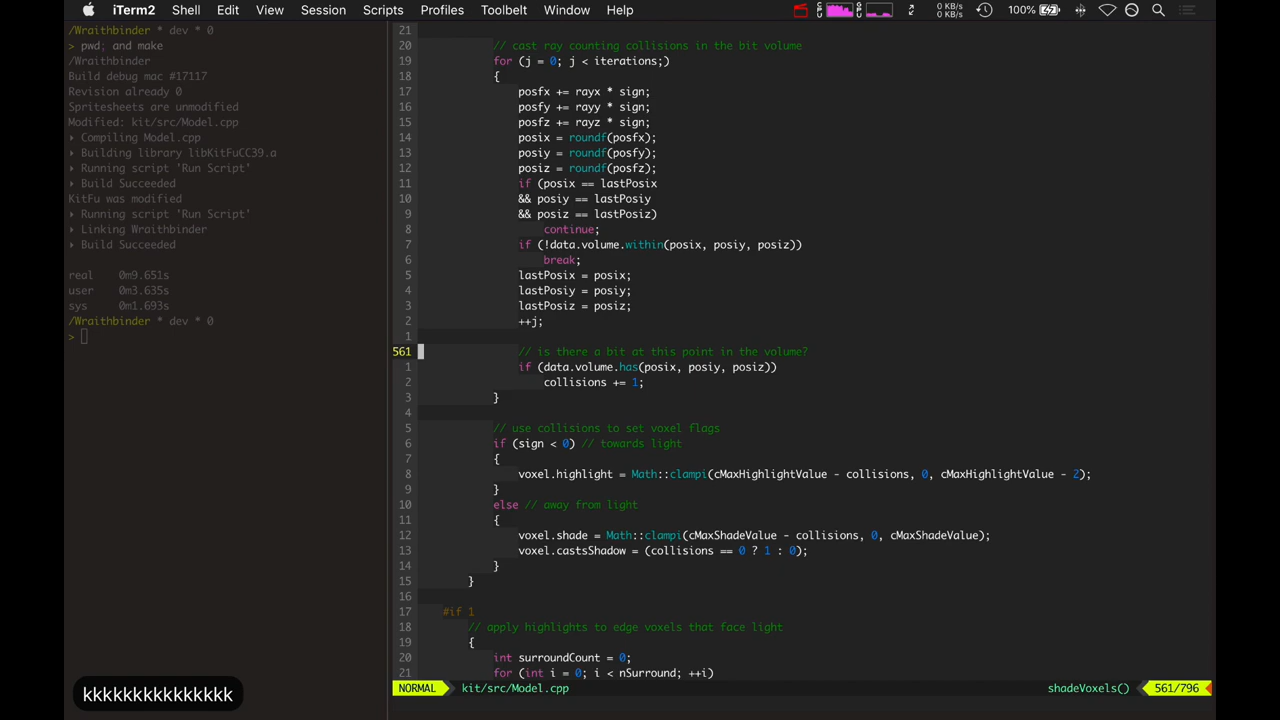 iTerm2 Shell Edit View Session Scripts Profiles Toolbelt Window Help 0 KB/s 0 KB/s 100%
/Wraithbinder * dev * 0
> pwd; and make
/Wraithbinder
Build debug mac #17117
Revision already 0
Spritesheets are unmodified
Modified: kit/src/Model.cpp
▸ Compiling Model.cpp
▸ Building library libKitFuCC39.a
▸ Running script 'Run Script'
▸ Build Succeeded
KitFu was modified
▸ Running script 'Run Script'
▸ Linking Wraithbinder
▸ Build Succeeded
real 0m9.651s
user 0m3.635s
sys 0m1.693s
/Wraithbinder * dev * 0
>
21
20 // cast ray counting collisions in the bit volume
19 for (j = 0; j < iterations;)
18 {
17 posfx += rayx * sign;
16 posfy += rayy * sign;
15 posfz += rayz * sign;
14 posix = roundf(posfx);
13 posiy = roundf(posfy);
12 posiz = roundf(posfz);
11 if (posix == lastPosix
10 && posiy == lastPosiy
9 && posiz == lastPosiz)
8 continue;
7 if (!data.volume.within(posix, posiy, posiz))
6 break;
5 lastPosix = posix;
4 lastPosiy = posiy;
3 lastPosiz = posiz;
2 ++j;
1
561 // is there a bit at this point in the volume?
1 if (data.volume.has(posix, posiy, posiz))
2 collisions += 1;
3 }
4
5 // use collisions to set voxel flags
6 if (sign < 0) // towards light
7 {
8 voxel.highlight = Math::clampi(cMaxHighlightValue - collisions, 0, cMaxHighlightValue - 2);
9 }
10 else // away from light
11 {
12 voxel.shade = Math::clampi(cMaxShadeValue - collisions, 0, cMaxShadeValue);
13 voxel.castsShadow = (collisions == 0 ? 1 : 0);
14 }
15 }
16
17 #if 1
18 // apply highlights to edge voxels that face light
19 {
20 int surroundCount = 0;
21 for (int i = 0; i < nSurround; ++i)
NORMAL kit/src/Model.cpp shadeVoxels() 561/796
kkkkkkkkkkkkkkk